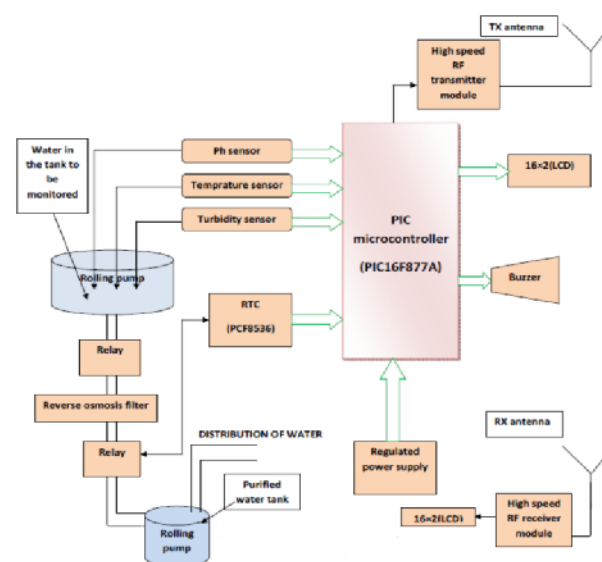 TX antenna
High speed
RF
transmitter
module
Water in
the tank to
be
monitored
Ph sensor
Temprature sensor
Turbidity sensor
16×2(LCD)
PIC
microcontroller
(PIC16F877A)
Rolling pump
Buzzer
RTC
(PCF8536)
Relay
Reverse osmosis filter
DISTRIBUTION OF WATER
Relay
Regulated
power supply
RX antenna
Purified
water tank
High speed
RF receiver
module
16×2(LCD)
Rolling
pump